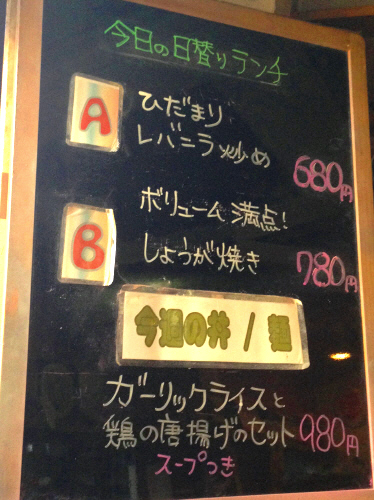 今日の日替りランチ
A
ひだまり
レバニラ炒め
680円
B
ボリューム満点!
しょうが焼き
780円
今週の丼 / 麺
ガーリックライスと
鶏の唐揚げのセット 980円
スープつき